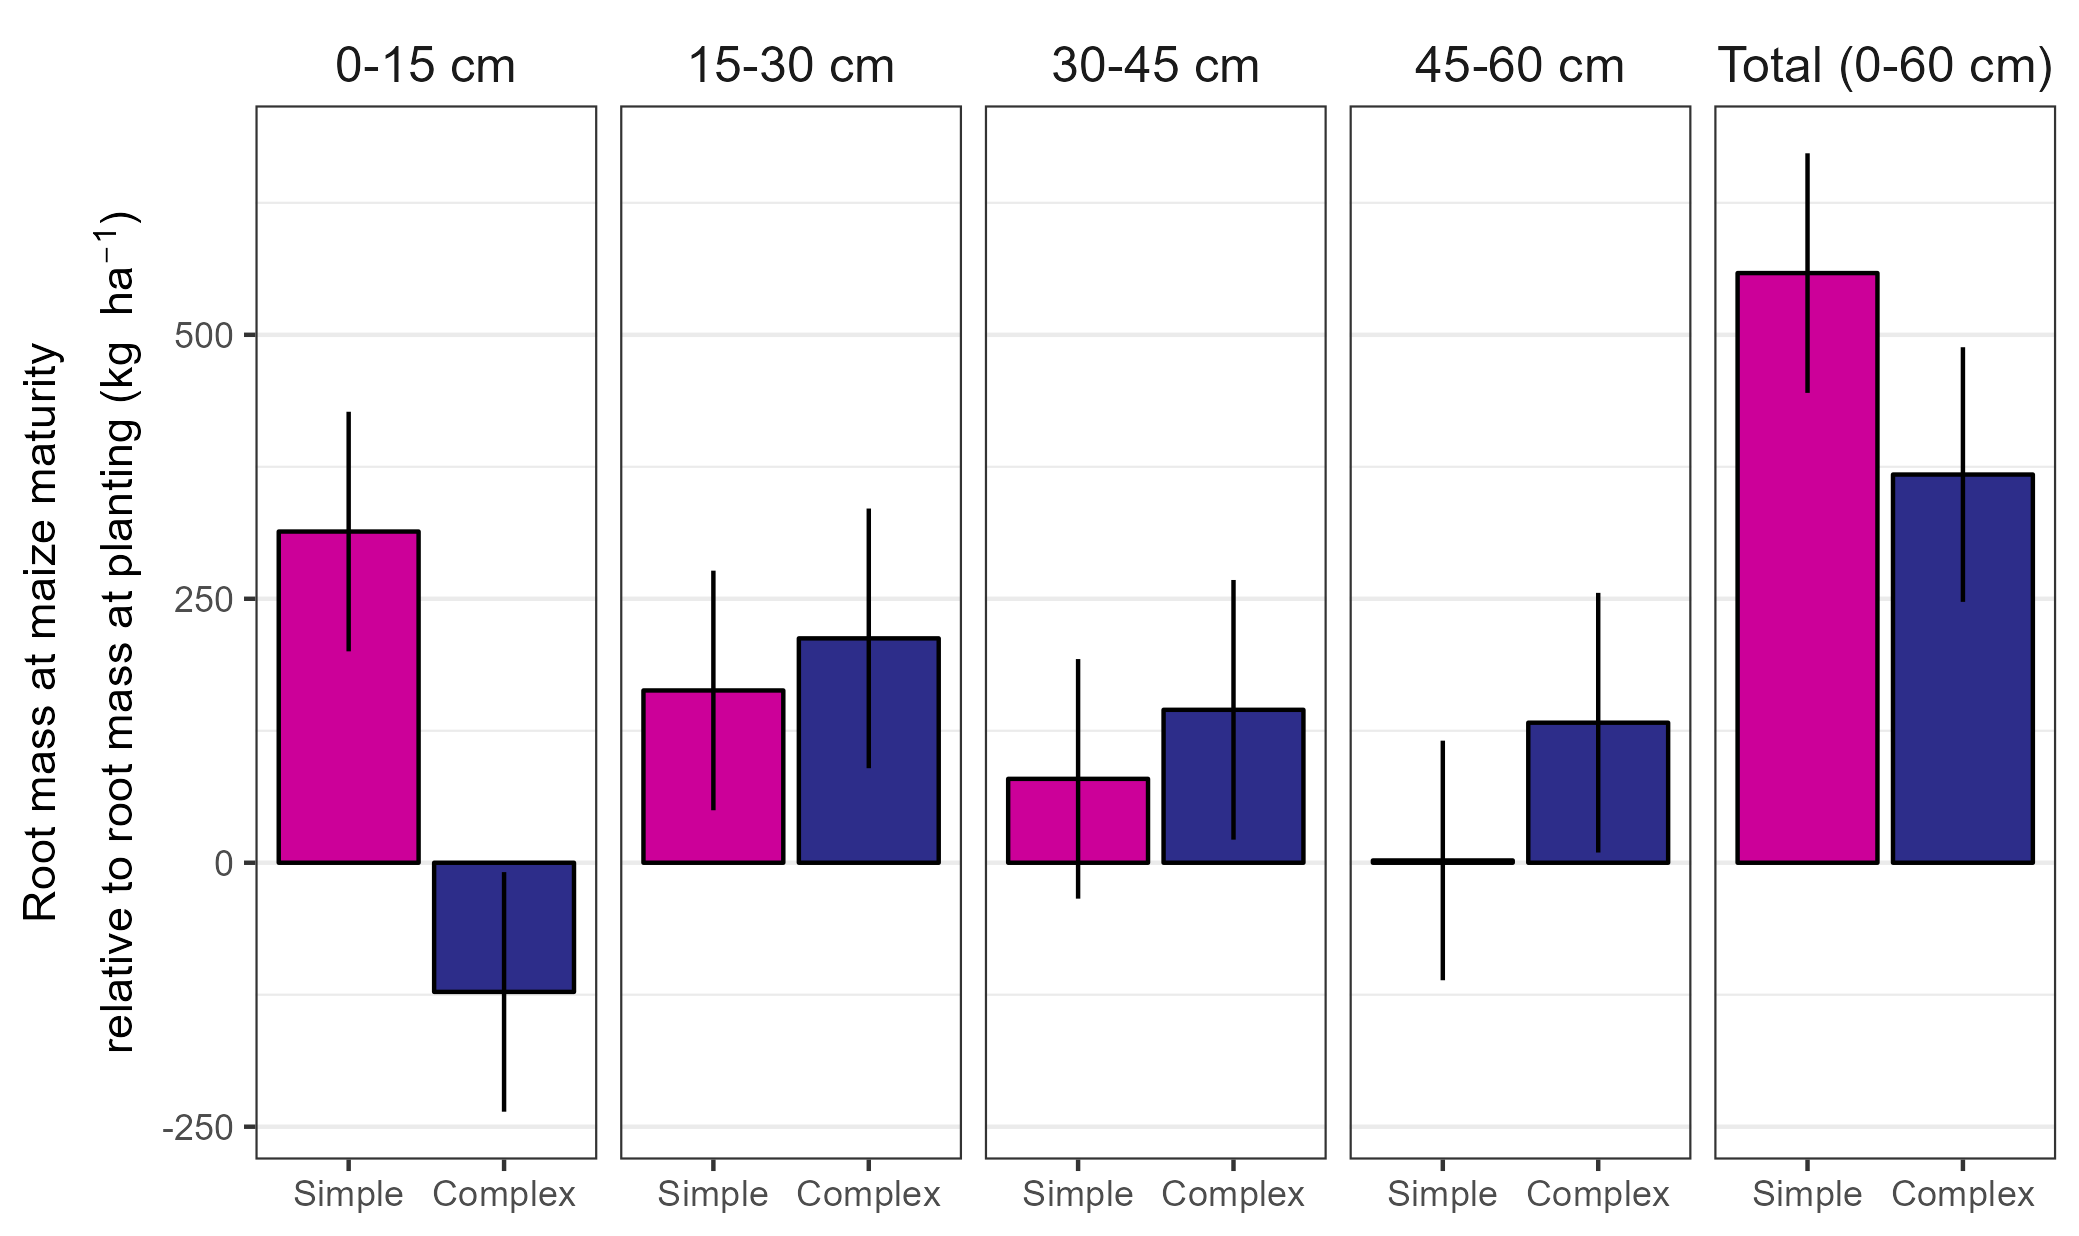 0-15 cm 15-30 cm 30-45 cm 45-60 cm Total (0-60 cm)
Root mass at maize maturity
relative to root mass at planting (kg ha⁻¹)
500
250
0
-250
Simple Complex Simple Complex Simple Complex Simple Complex Simple Complex